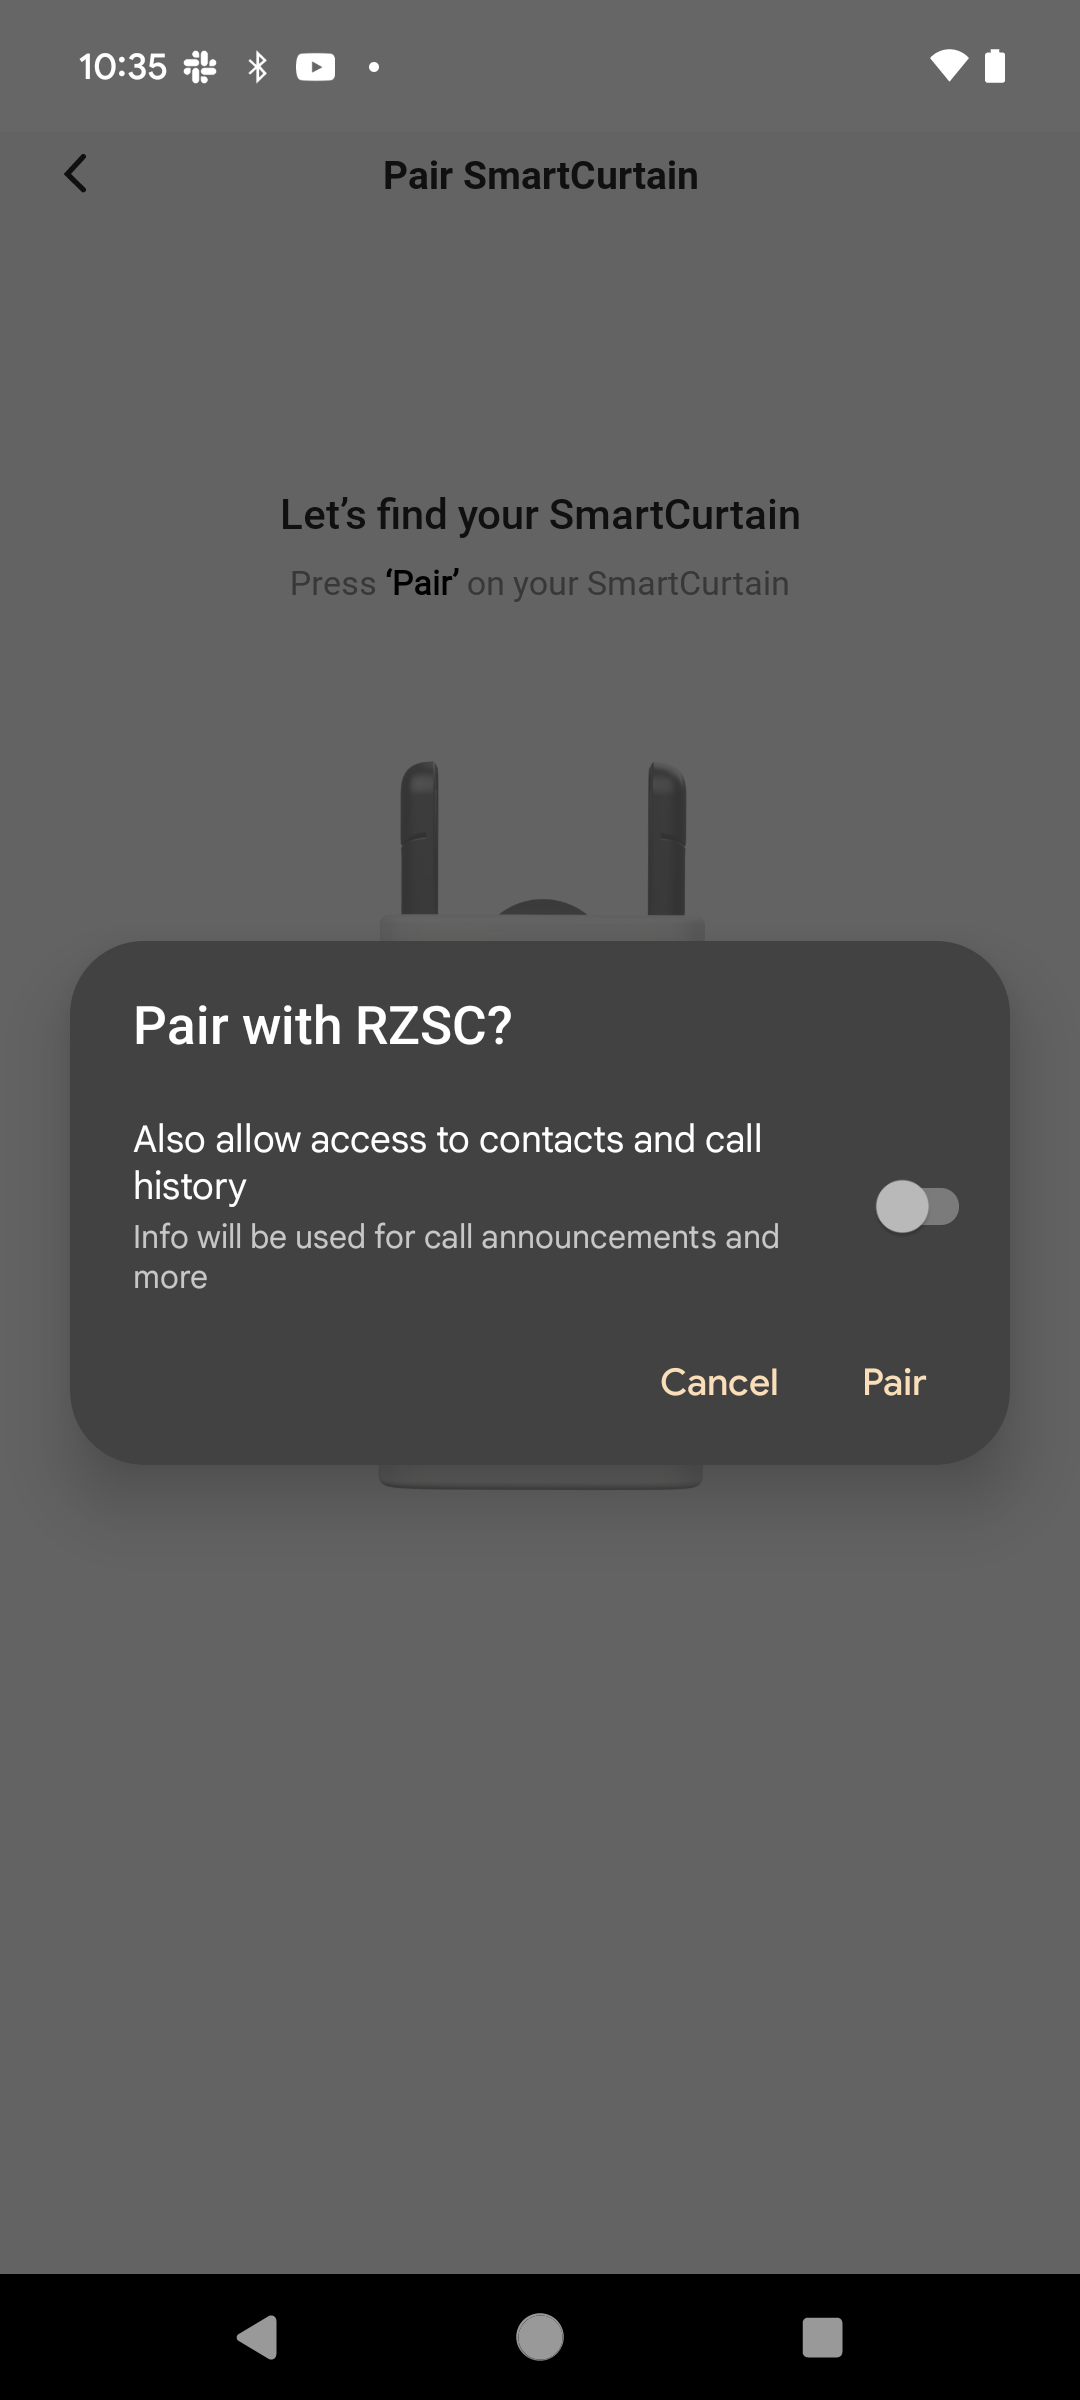 10:35
Pair SmartCurtain
Let’s find your SmartCurtain
Press ‘Pair’ on your SmartCurtain
Pair with RZSC?
Also allow access to contacts and call
history
Info will be used for call announcements and
more
Cancel Pair